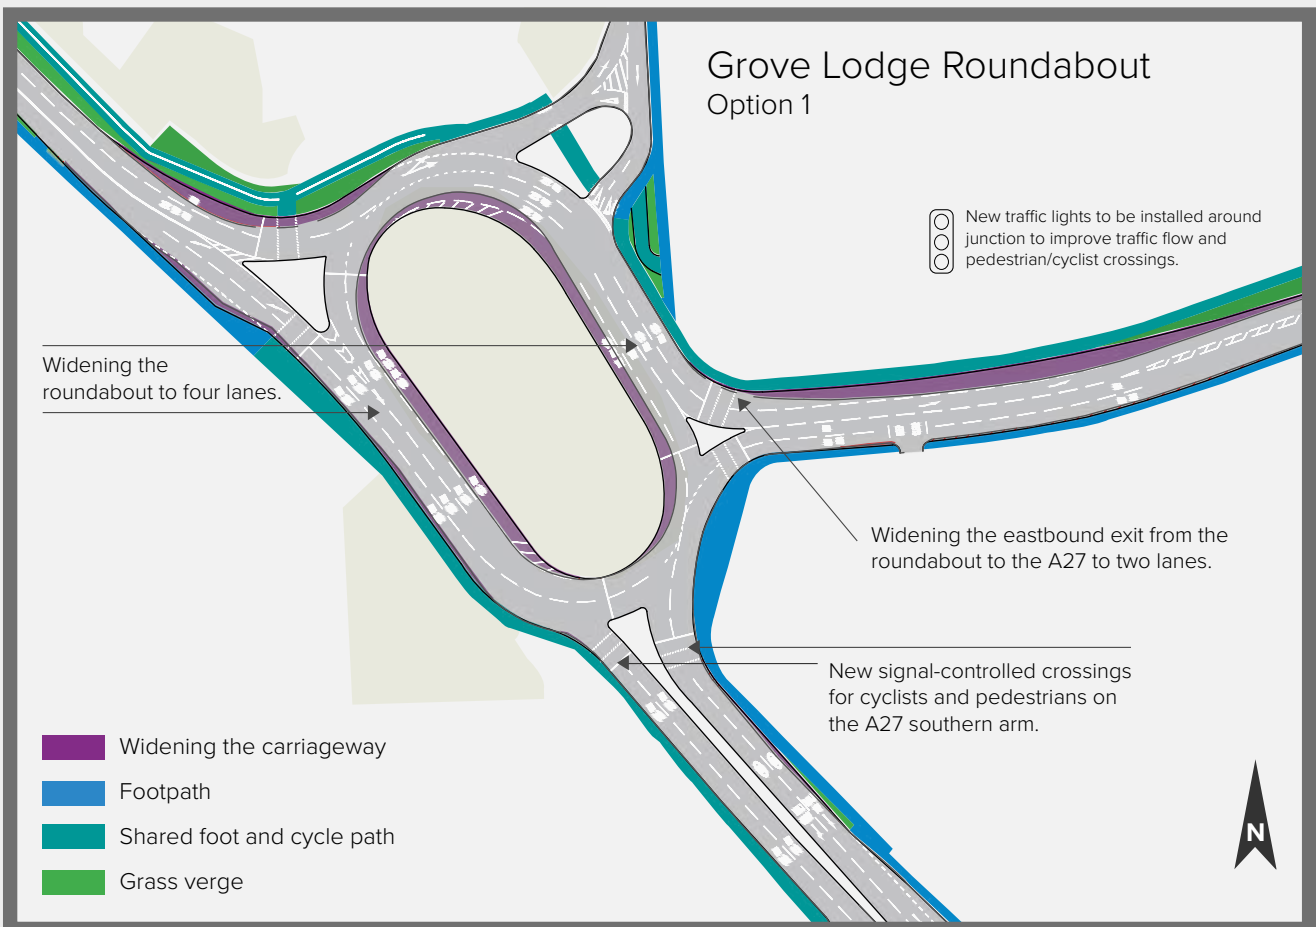 Grove Lodge Roundabout
Option 1
New traffic lights to be installed around
junction to improve traffic flow and
pedestrian/cyclist crossings.
Widening the
roundabout to four lanes.
Widening the eastbound exit from the
roundabout to the A27 to two lanes.
New signal-controlled crossings
for cyclists and pedestrians on
the A27 southern arm.
Widening the carriageway
Footpath
Shared foot and cycle path
Grass verge
N